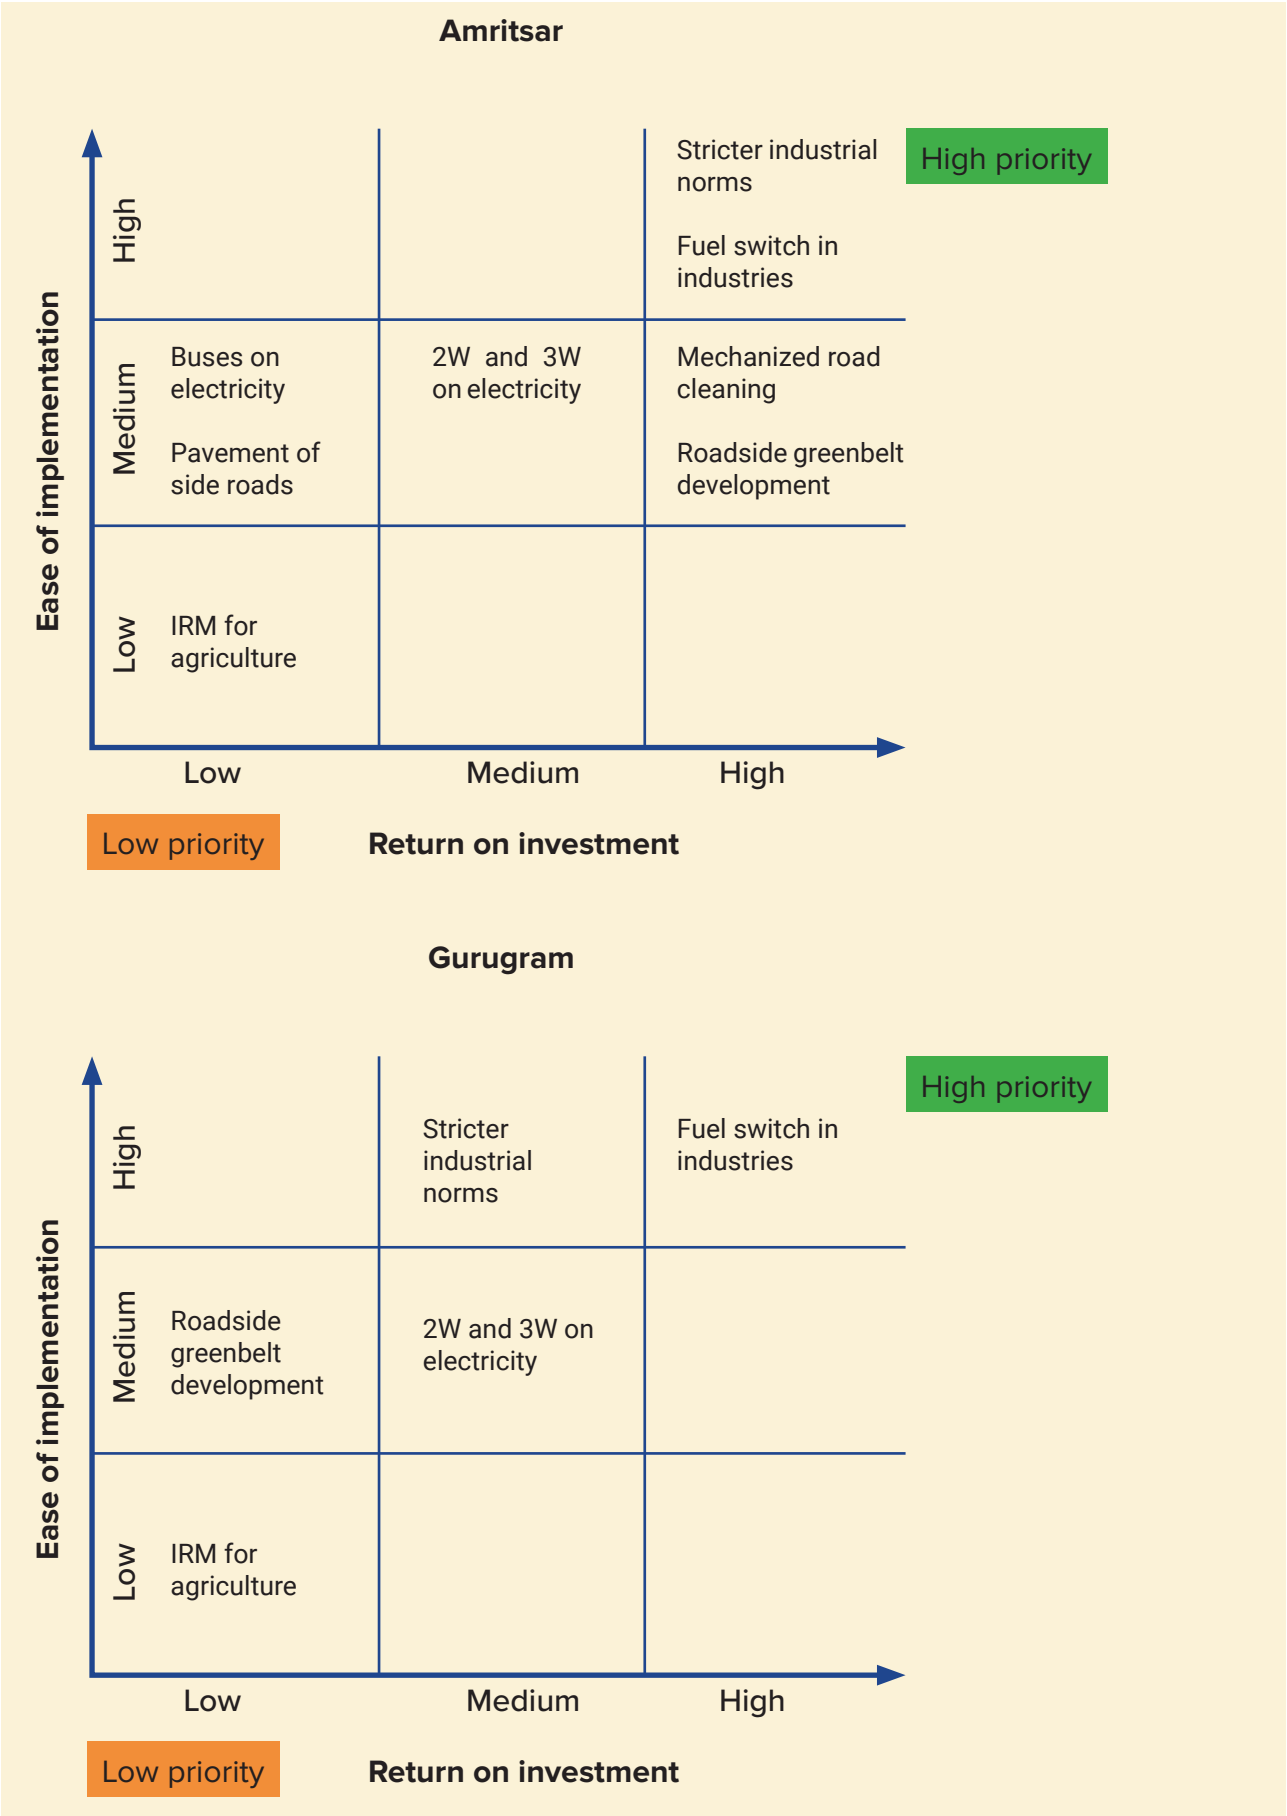 Amritsar
High priority
Ease of implementation
High
Stricter industrial
norms
Fuel switch in
industries
Medium
Buses on
electricity
Pavement of
side roads
2W and 3W
on electricity
Mechanized road
cleaning
Roadside greenbelt
development
Low
IRM for
agriculture
Low
Medium
High
Low priority
Return on investment
Gurugram
High priority
Ease of implementation
High
Stricter
industrial
norms
Fuel switch in
industries
Medium
Roadside
greenbelt
development
2W and 3W on
electricity
Low
IRM for
agriculture
Low
Medium
High
Low priority
Return on investment